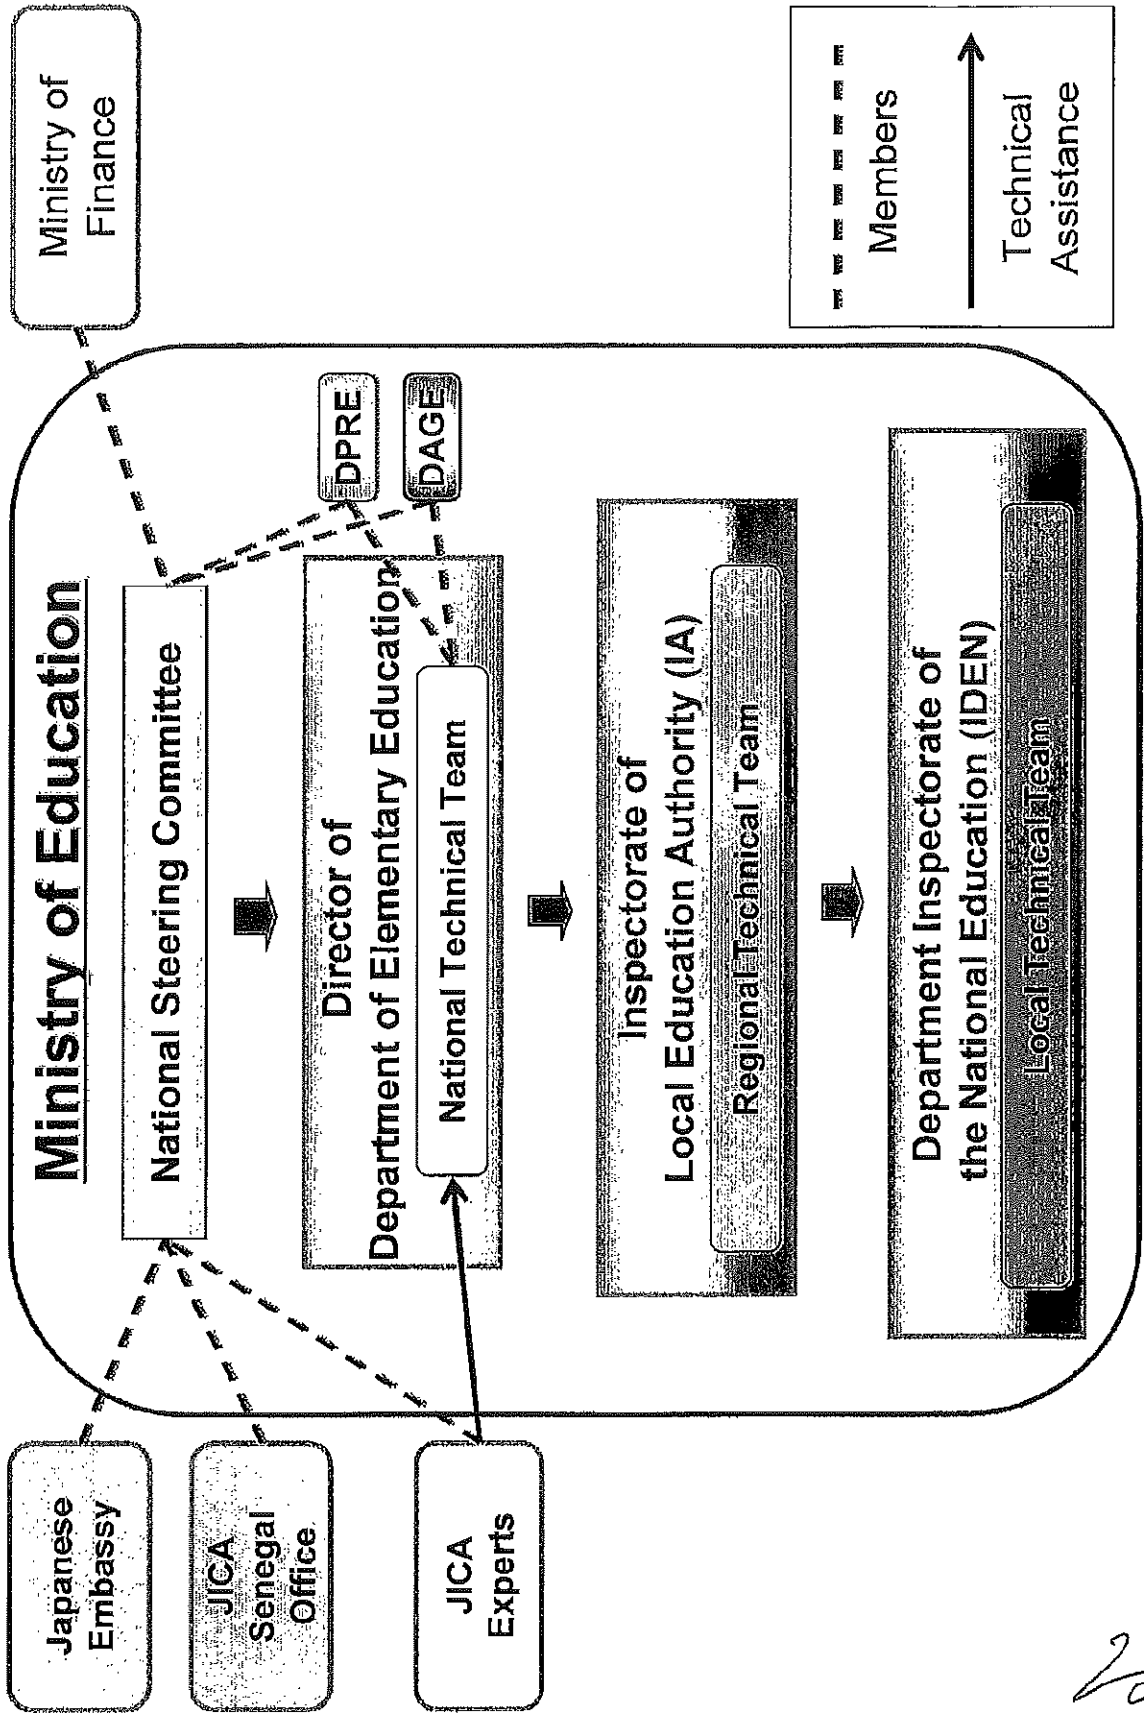 Ministry of Education
Japanese
Embassy
JICA
Senegal
Office
JICA
Experts
National Steering Committee
Ministry of
Finance
Director of
Department of Elementary Education
National Technical Team
DPRE
DAGE
Inspectorate of
Local Education Authority (IA)
Regional Technical Team
Department Inspectorate of
the National Education (IDEN)
Local Technical Team
Members
Technical
Assistance